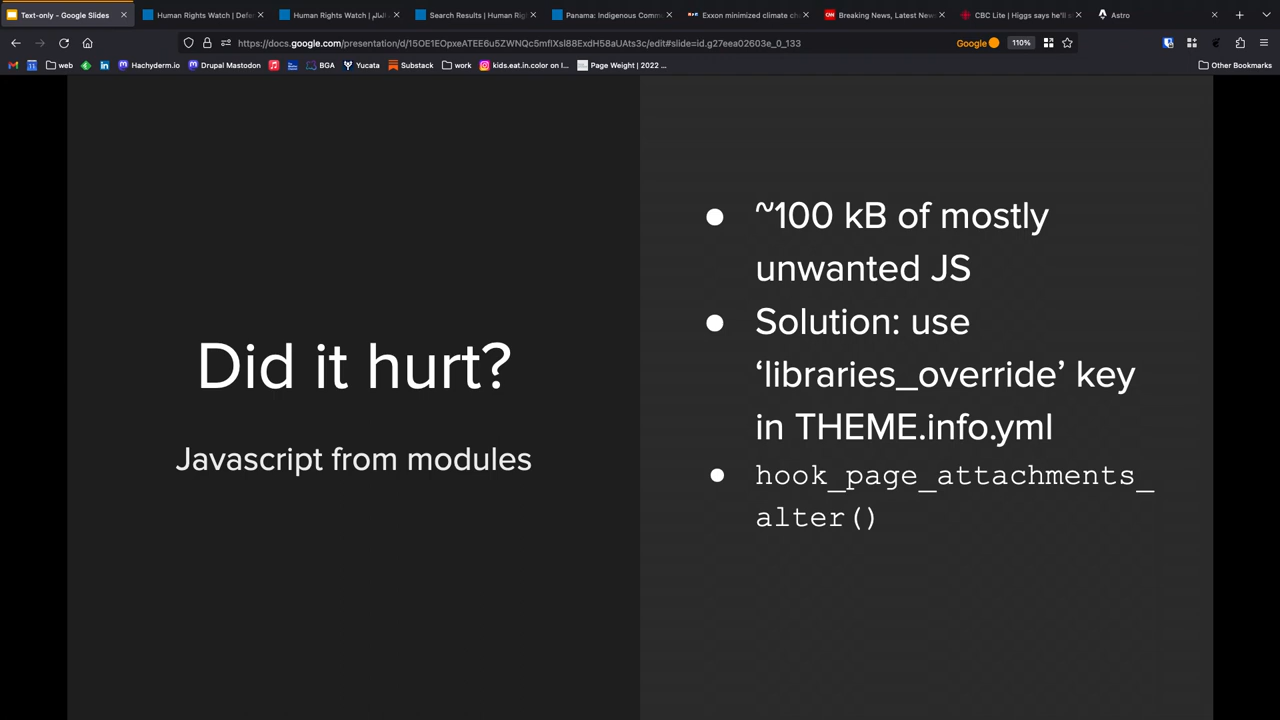 Text-only - Google Slides
Human Rights Watch | Defe
Human Rights Watch | العالم
Search Results | Human Rig
Panama: Indigenous Comm
Exxon minimized climate ch
Breaking News, Latest New
CBC Lite | Higgs says he'll s
Astro
https://docs.google.com/presentation/d/15OE1EOpxeATEE6u5ZWNQc5mfIXsI88ExdH58aUAts3c/edit#slide=id.g27eea02603e_0_133
Google
110%
web
Hachyderm.io
Drupal Mastodon
BGA
Yucata
Substack
work
kids.eat.in.color on I...
Page Weight | 2022 ...
Other Bookmarks
Did it hurt?
Javascript from modules
● ~100 kB of mostly
unwanted JS
● Solution: use
‘libraries_override’ key
in THEME.info.yml
● hook_page_attachments_
alter()